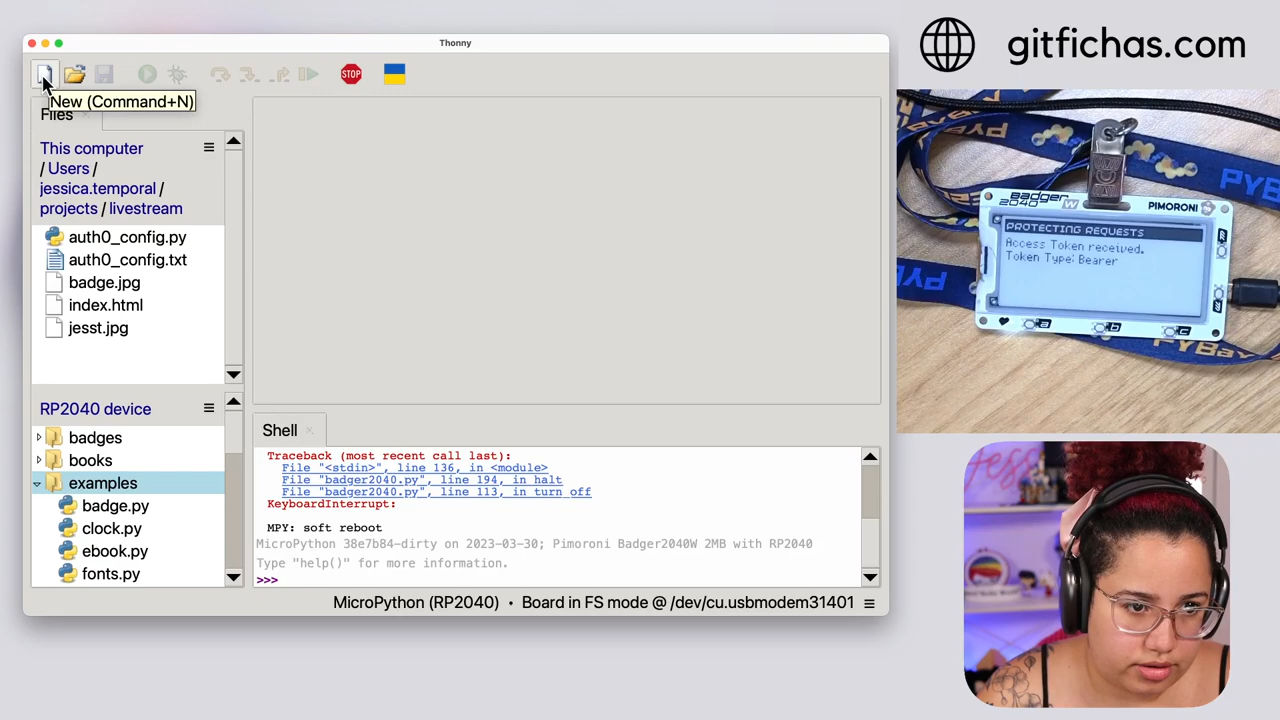 Thonny
New (Command+N)
Files
This computer
/ Users /
jessica.temporal /
projects / livestream
auth0_config.py
auth0_config.txt
badge.jpg
index.html
jesst.jpg
RP2040 device
badges
books
examples
badge.py
clock.py
ebook.py
fonts.py
STOP
Shell
Traceback (most recent call last):
File "<stdin>", line 136, in <module>
File "badger2040.py", line 194, in halt
File "badger2040.py", line 113, in turn_off
KeyboardInterrupt:
MPY: soft reboot
MicroPython 38e7b84-dirty on 2023-03-30; Pimoroni Badger2040W 2MB with RP2040
Type "help()" for more information.
>>>
MicroPython (RP2040) • Board in FS mode @ /dev/cu.usbmodem31401
gitfichas.com
PYB
Badger
2040 W
PIMORONI
PROTECTING REQUESTS
Access Token received.
Token Type: Bearer
a
b
c
PYBay
Jess